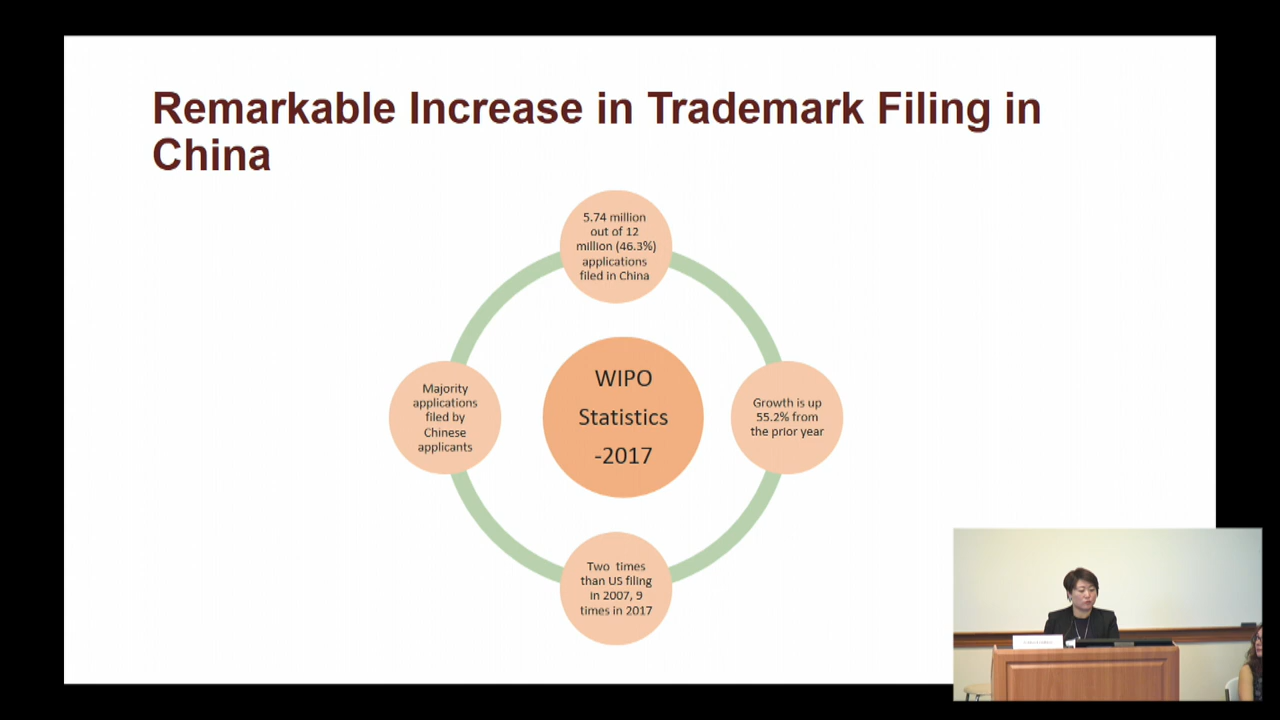 Remarkable Increase in Trademark Filing in
China
5.74 million
out of 12
million (46.3%)
applications
filed in China
Majority
applications
filed by
Chinese
applicants
WIPO
Statistics
-2017
Growth is up
55.2% from
the prior year
Two times
than US filing
in 2007, 9
times in 2017